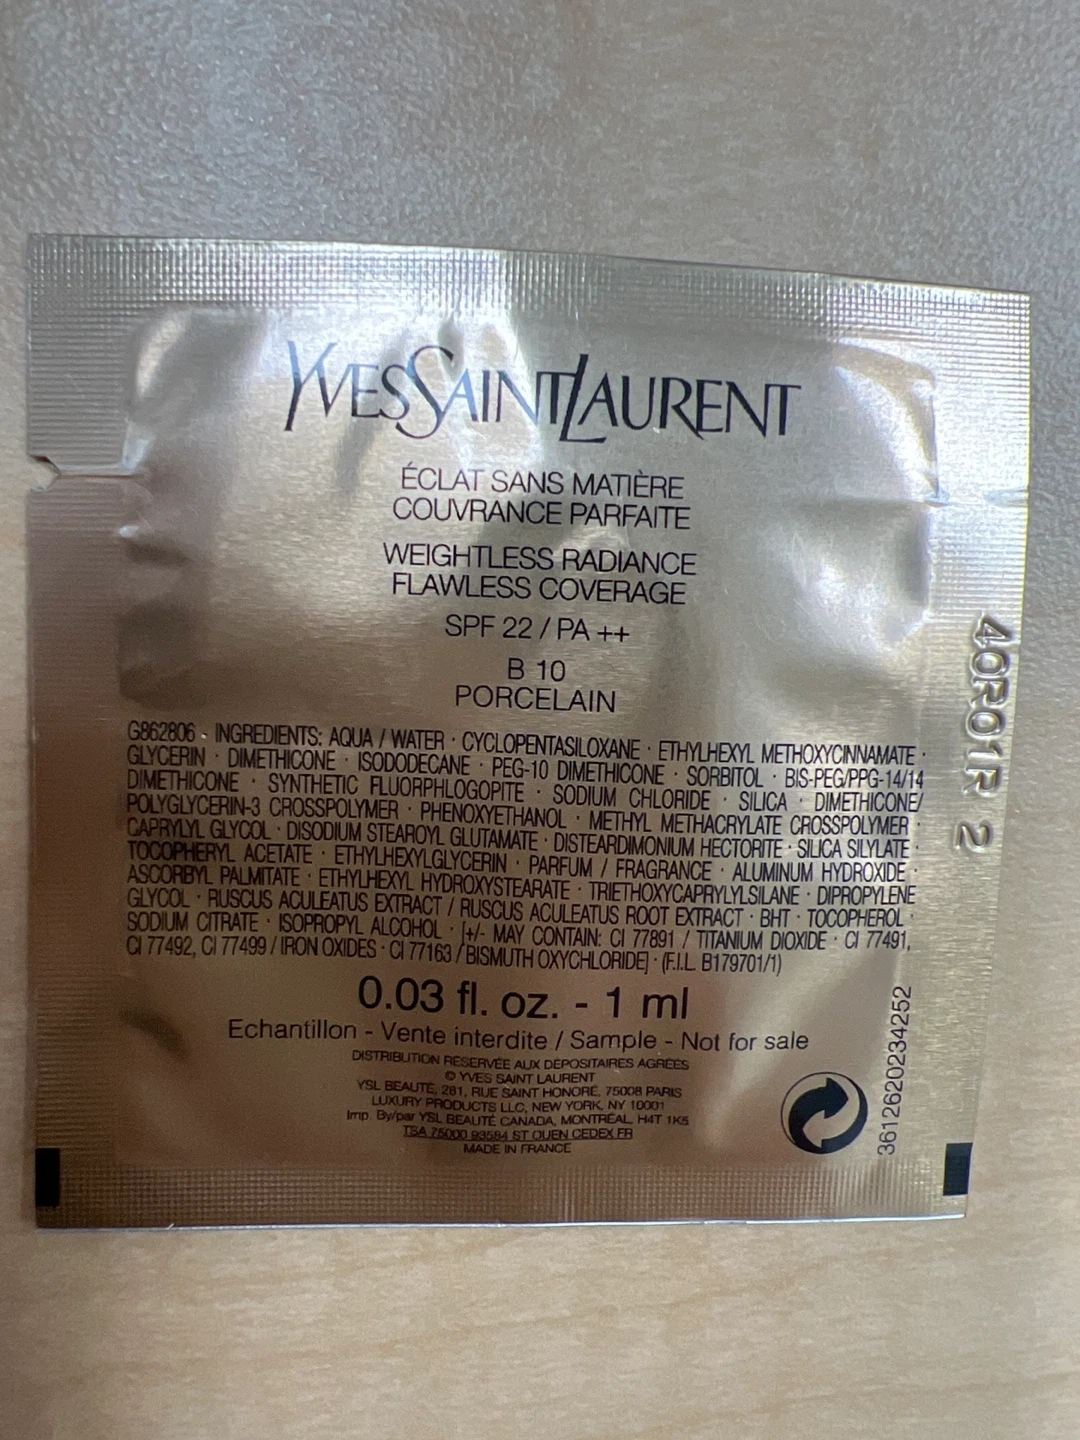 YVESSAINTLAURENT
ÉCLAT SANS MATIÈRE
COUVRANCE PARFAITE
WEIGHTLESS RADIANCE
FLAWLESS COVERAGE
SPF 22 / PA ++
B 10
PORCELAIN
G862806 - INGREDIENTS: AQUA / WATER · CYCLOPENTASILOXANE · ETHYLHEXYL METHOXYCINNAMATE ·
GLYCERIN · DIMETHICONE · ISODODECANE · PEG-10 DIMETHICONE · SORBITOL · BIS-PEG/PPG-14/14
DIMETHICONE · SYNTHETIC FLUORPHLOGOPITE · SODIUM CHLORIDE · SILICA · DIMETHICONE/
POLYGLYCERIN-3 CROSSPOLYMER · PHENOXYETHANOL · METHYL METHACRYLATE CROSSPOLYMER ·
CAPRYLYL GLYCOL · DISODIUM STEAROYL GLUTAMATE · DISTEARDIMONIUM HECTORITE · SILICA SILYLATE ·
TOCOPHERYL ACETATE · ETHYLHEXYLGLYCERIN · PARFUM / FRAGRANCE · ALUMINUM HYDROXIDE ·
ASCORBYL PALMITATE · ETHYLHEXYL HYDROXYSTEARATE · TRIETHOXYCAPRYLYLSILANE · DIPROPYLENE
GLYCOL · RUSCUS ACULEATUS EXTRACT / RUSCUS ACULEATUS ROOT EXTRACT · BHT · TOCOPHEROL ·
SODIUM CITRATE · ISOPROPYL ALCOHOL · [+/- MAY CONTAIN: CI 77891 / TITANIUM DIOXIDE · CI 77491,
CI 77492, CI 77499 / IRON OXIDES · CI 77163 / BISMUTH OXYCHLORIDE] · (F.I.L. B179701/1)
0.03 fl. oz. - 1 ml
Echantillon - Vente interdite / Sample - Not for sale
DISTRIBUTION RÉSERVÉE AUX DÉPOSITAIRES AGRÉÉS
© YVES SAINT LAURENT
YSL BEAUTÉ, 281, RUE SAINT HONORÉ, 75008 PARIS
LUXURY PRODUCTS LLC, NEW YORK, NY 10001
Imp. By/par YSL BEAUTÉ CANADA, MONTRÉAL, H4T 1K5
TSA 75000 93584 ST OUEN CEDEX FR
MADE IN FRANCE
3612620234252
40R01R 2